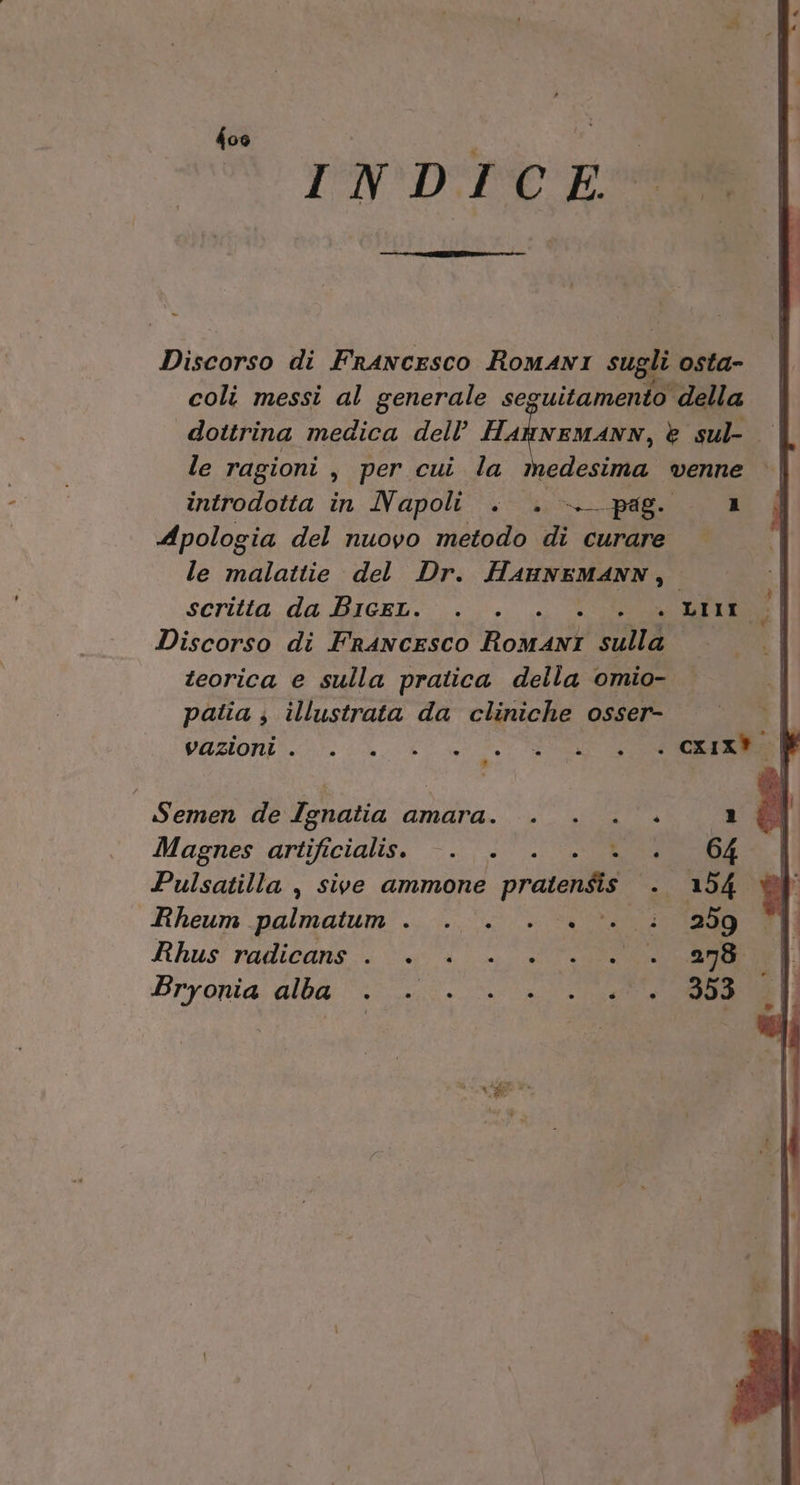 400
INDICE
Discorso di Francesco Romani sugli osta-
coli messi al generale seguitamento della
dottrina medica dell' Hahnemann, è sul-
le ragioni, per cui la medesima venne
introdotta in Napoli . . . pag. 1
Apologia del nuovo metodo di curare
le malattie del Dr. Hahnemann,
scritta da Bigel. . . . . . . LIII
Discorso di Francesco Romani sulla
teorica e sulla pratica della omio-
patia; illustrata da cliniche osser-
vazioni . . . . . . . . . . CXIX
Semen de Ignatia amara. . . . . 1
Magnes artificialis. . . . . . . 64
Pulsatilla, sive ammone pratensis . 154
Rheum palmatum . . . . . . . 259
Rhus radicans . . . . . . . . 278
Bryonia alba . . . . . . . . 353